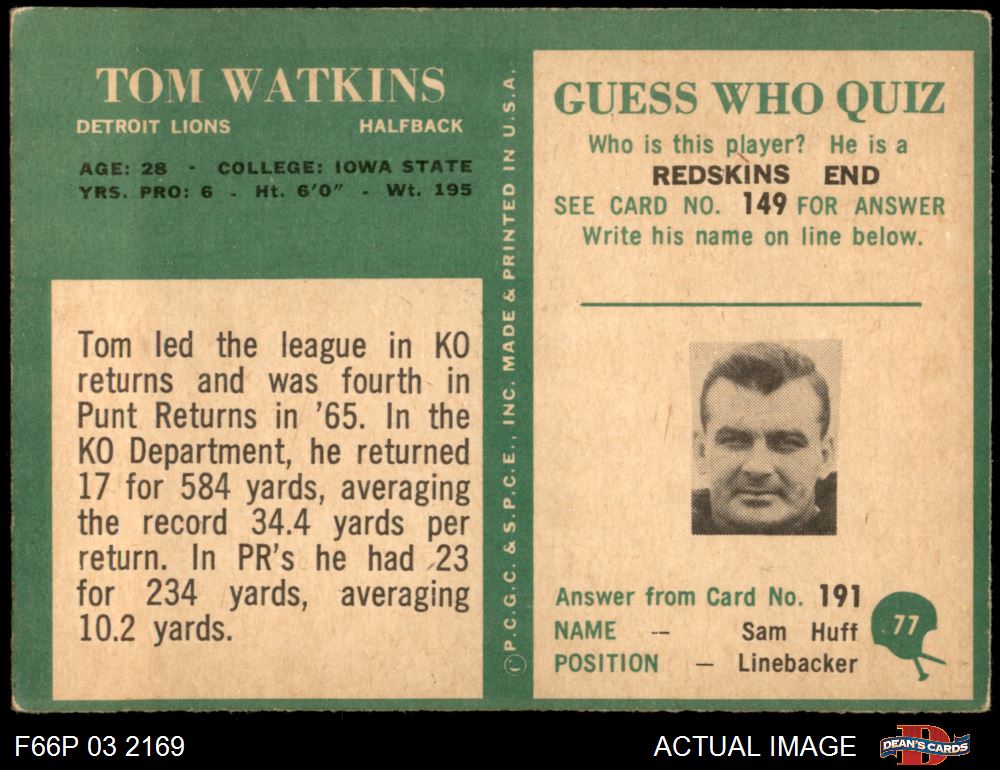 TOM WATKINS
DETROIT LIONS HALFBACK
AGE: 28 - COLLEGE: IOWA STATE
YRS. PRO: 6 - Ht. 6'0" - Wt. 195
Tom led the league in KO
returns and was fourth in
Punt Returns in '65. In the
KO Department, he returned
17 for 584 yards, averaging
the record 34.4 yards per
return. In PR's he had 23
for 234 yards, averaging
10.2 yards.
©P.C.G.C. & S.P.C.E., INC. MADE & PRINTED IN U.S.A.
GUESS WHO QUIZ
Who is this player? He is a
REDSKINS END
SEE CARD NO. 149 FOR ANSWER
Write his name on line below.
Answer from Card No. 191
NAME -- Sam Huff
POSITION — Linebacker
77
F66P 03 2169
ACTUAL IMAGE
D
DEAN'S CARDS